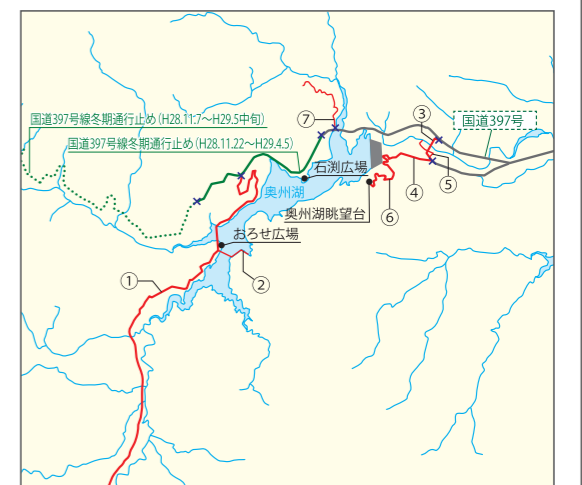 国道397号線冬期通行止め(H28.11.7～H29.5中旬)
国道397号線冬期通行止め(H28.11.22～H29.4.5)
⑦
③
国道397号
石渕広場
奥州湖
④
⑤
奥州湖眺望台
⑥
おろせ広場
①
②